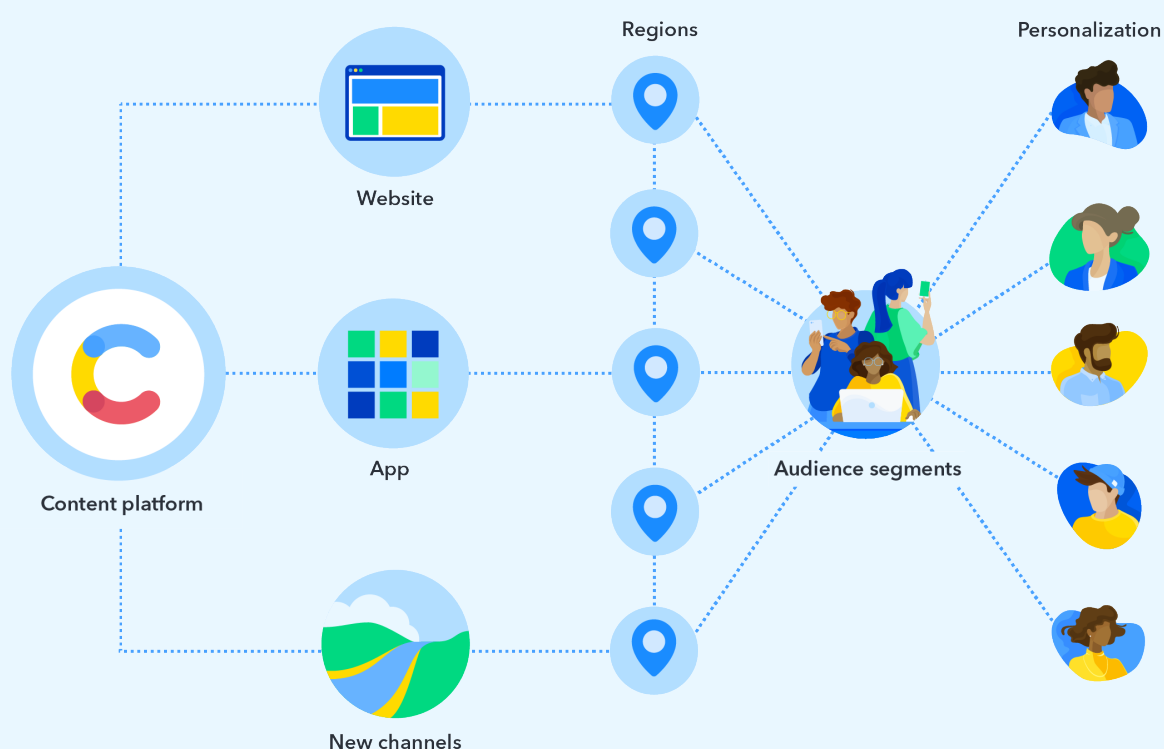 Regions
Personalization
Website
App
Audience segments
Content platform
New channels